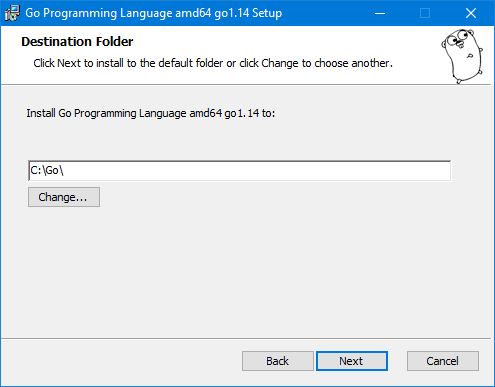 Go Programming Language amd64 go1.14 Setup
Destination Folder
Click Next to install to the default folder or click Change to choose another.
Install Go Programming Language amd64 go1.14 to:
C:\Go\
Change...
Back
Next
Cancel